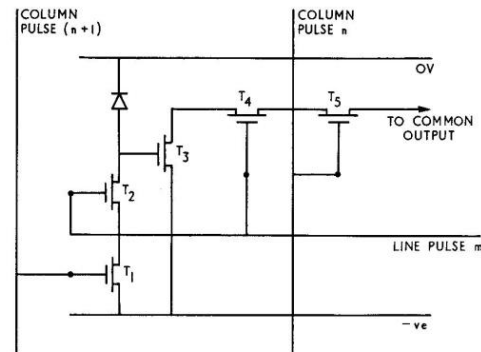 COLUMN
PULSE (n+1)
COLUMN
PULSE n
OV
T4
T5
TO COMMON
OUTPUT
T3
T2
LINE PULSE m
T1
-ve